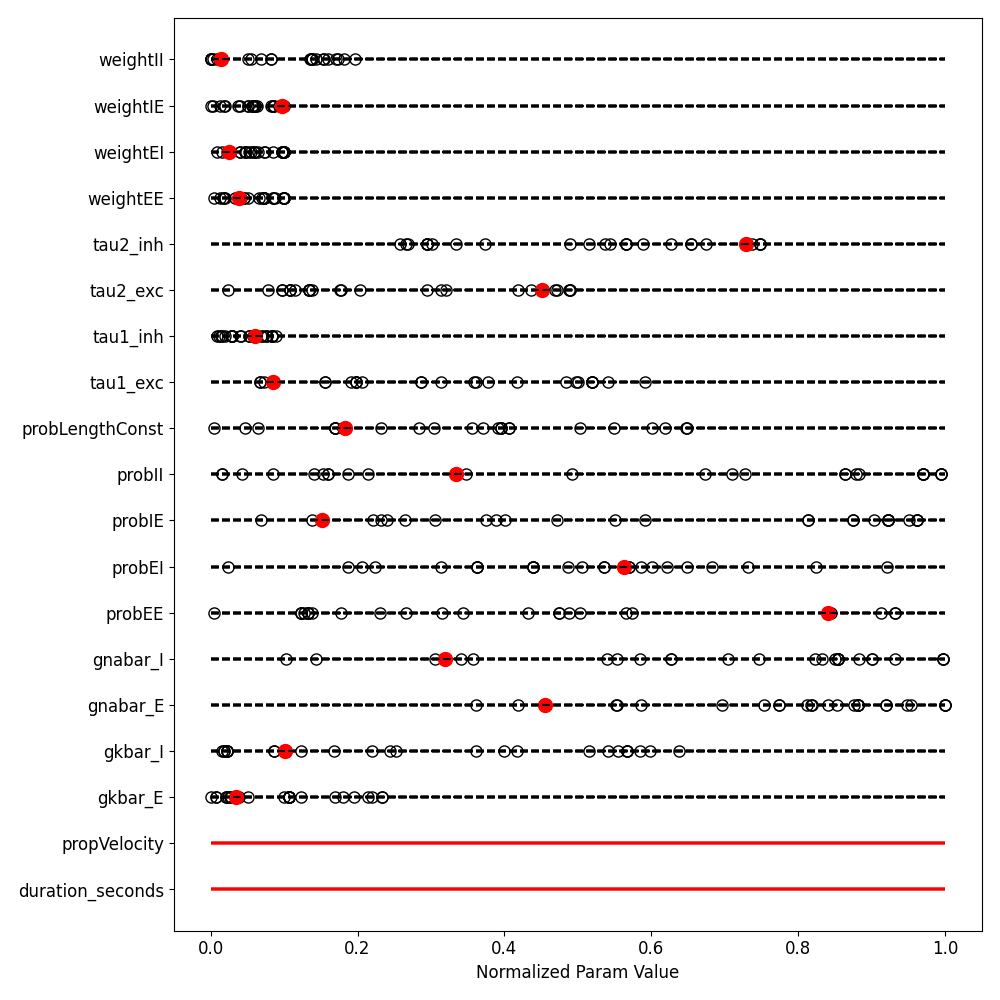 weightII
weightIE
weightEI
weightEE
tau2_inh
tau2_exc
tau1_inh
tau1_exc
probLengthConst
probII
probIE
probEI
probEE
gnabar_I
gnabar_E
gkbar_I
gkbar_E
propVelocity
duration_seconds
0.0 0.2 0.4 0.6 0.8 1.0
Normalized Param Value